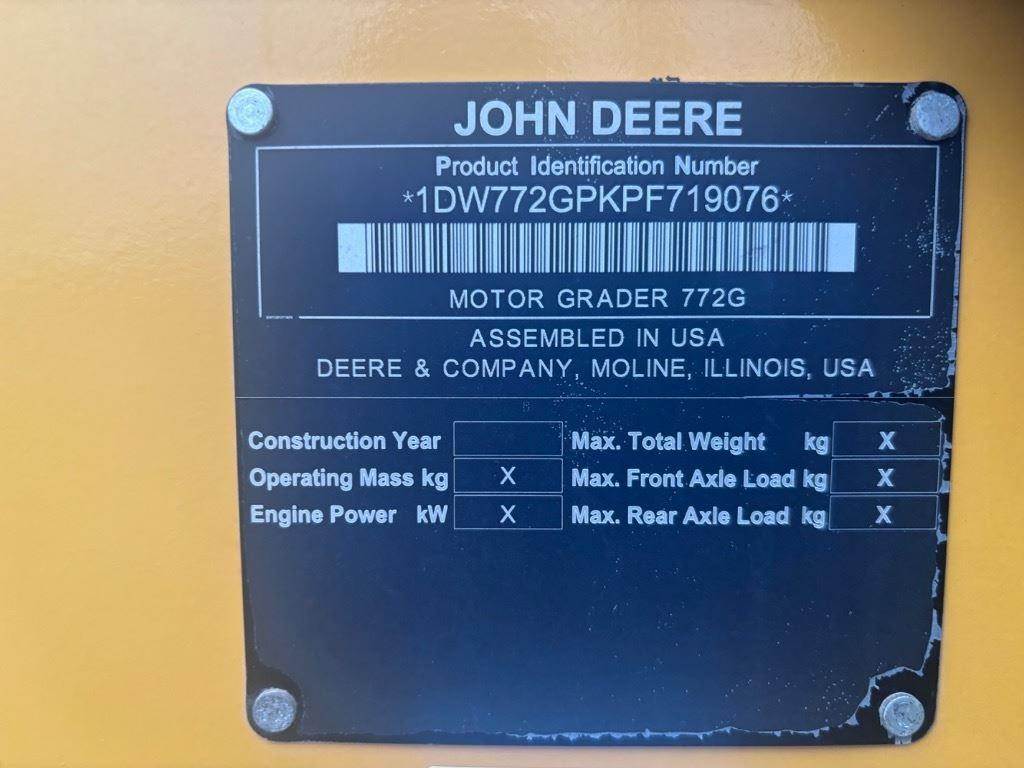 JOHN DEERE
Product Identification Number
*1DW772GPKPF719076*
MOTOR GRADER 772G
ASSEMBLED IN USA
DEERE & COMPANY, MOLINE, ILLINOIS, USA
Construction Year Max. Total Weight kg X
Operating Mass kg X Max. Front Axle Load kg X
Engine Power kW X Max. Rear Axle Load kg X